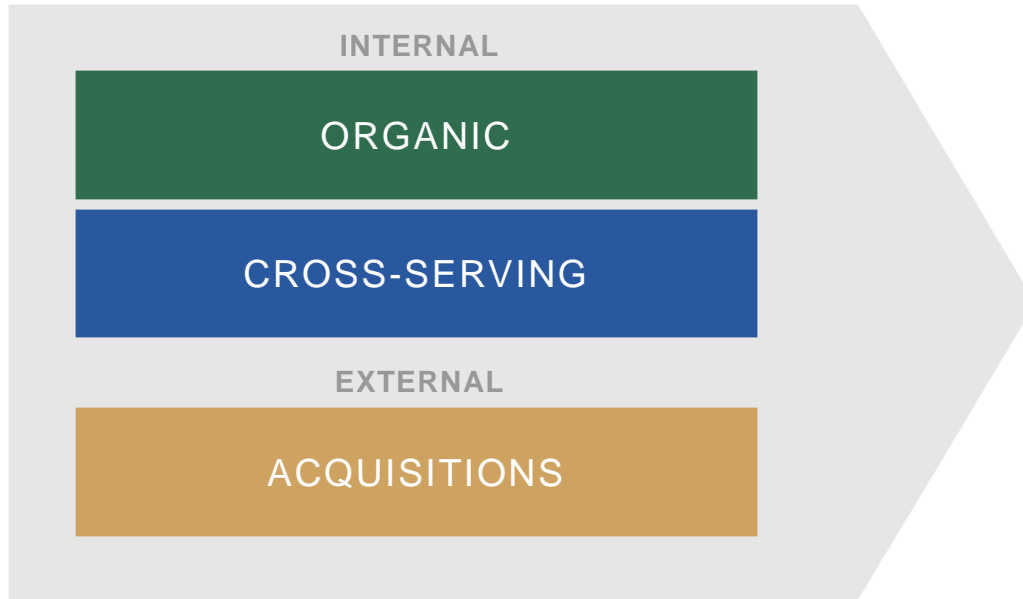 INTERNAL
ORGANIC
CROSS-SERVING
EXTERNAL
ACQUISITIONS